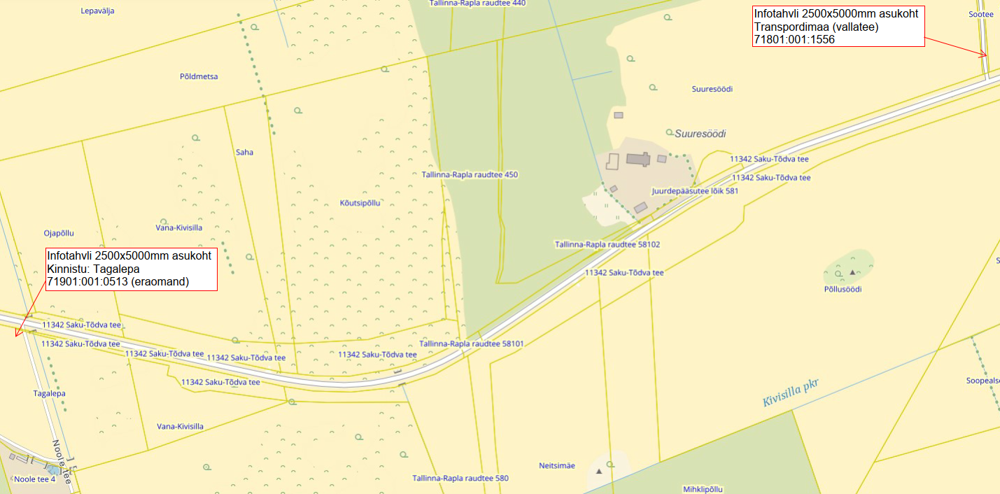 Tallinna-Rapla raudtee 440
Lepavälja
Infotahvli 2500x5000mm asukoht
Transpordimaa (vallatee)
71801:001:1556
Sootee
Põldmetsa
Suuresöödi
Suuresöödi
Saha
11342 Saku-Tõdva tee
Tallinna-Rapla raudtee 450
11342 Saku-Tõdva tee
Juurdepääsutee lõik 581
Kõutsipõllu
Vana-Kivisilla
Ojapõllu
Tallinna-Rapla raudtee 58102
Infotahvli 2500x5000mm asukoht
Kinnistu: Tagalepa
71901:001:0513 (eraomand)
S
11342 Saku-Tõdva tee
Põllusöödi
11342 Saku-Tõdva tee
11342 Saku-Tõdva tee
Tallinna-Rapla raudtee 58101
11342 Saku-Tõdva tee
11342 Saku-Tõdva tee
11342 Saku-Tõdva tee
11342 Saku-Tõdva tee
Soopealse
Kivisilla pkr
Tagalepa
Vana-Kivisilla
Noole tee
Neitsimäe
Noole tee 4
Tallinna-Rapla raudtee 580
Mihklipõllu